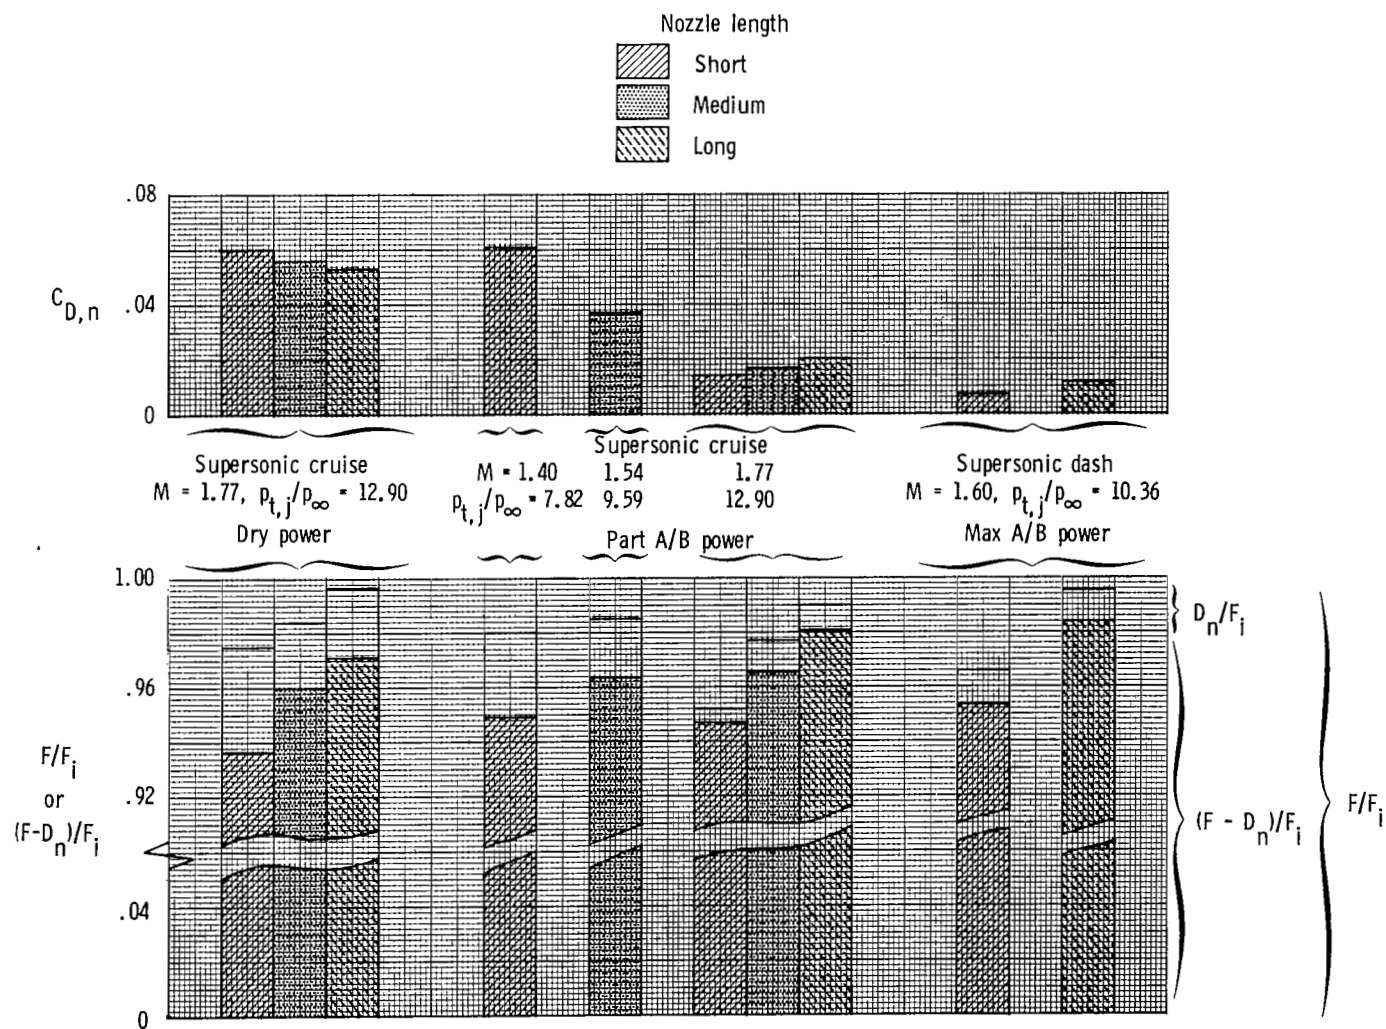 Nozzle length
Short
Medium
Long
.08
C_D,n
.04
0
Supersonic cruise
M = 1.77, p_t,j/p_∞ = 12.90
Dry power
Supersonic cruise
M = 1.40 1.54 1.77
p_t,j/p_∞ = 7.82 9.59 12.90
Part A/B power
Supersonic dash
M = 1.60, p_t,j/p_∞ = 10.36
Max A/B power
1.00
.96
F/F_i
or
(F-D_n)/F_i
.92
.04
0
D_n/F_i
(F - D_n)/F_i
F/F_i